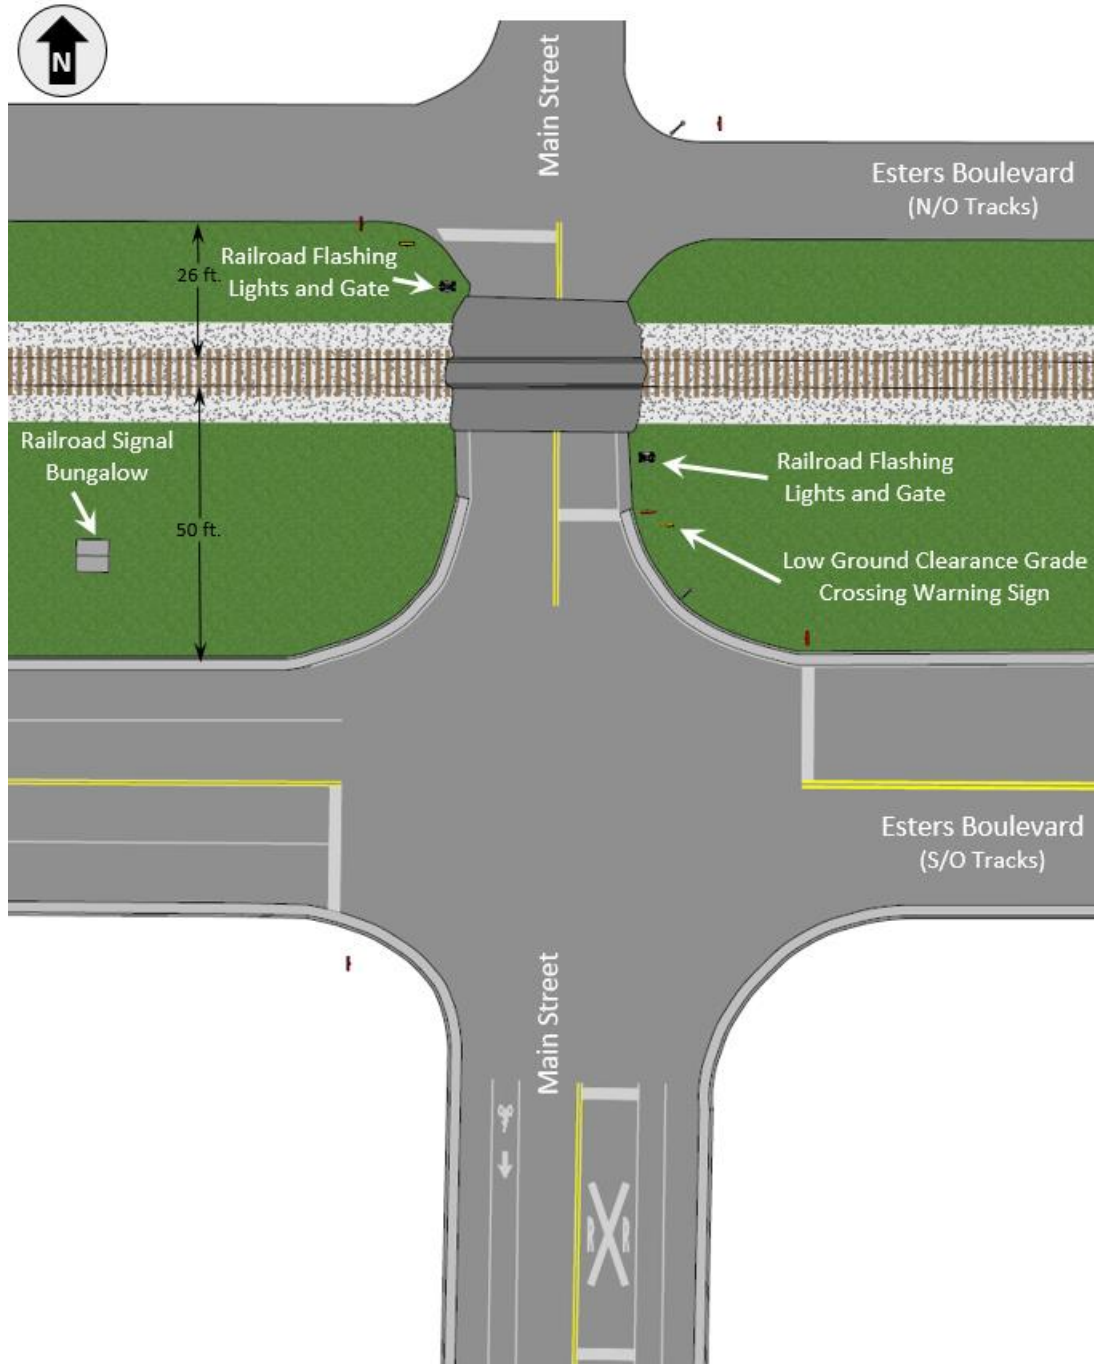 N
Main Street
Esters Boulevard
(N/O Tracks)
Railroad Flashing
Lights and Gate
26 ft.
Railroad Signal
Bungalow
Railroad Flashing
Lights and Gate
50 ft.
Low Ground Clearance Grade
Crossing Warning Sign
Esters Boulevard
(S/O Tracks)
Main Street
R R